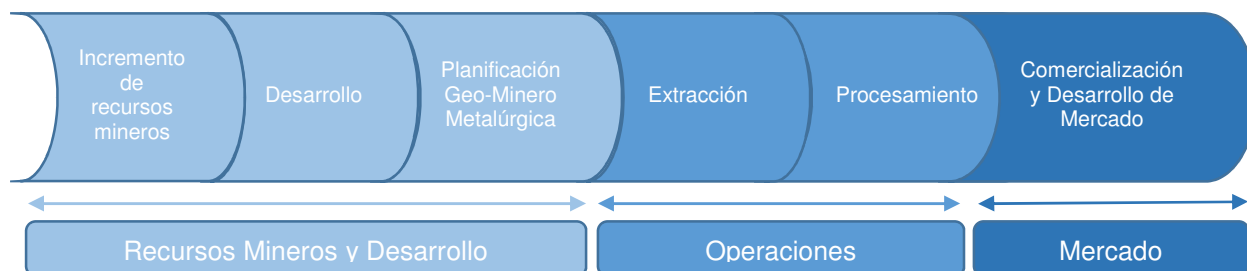 Incremento
de
recursos
mineros
Desarrollo
Planificación
Geo-Minero
Metalúrgica
Extracción
Procesamiento
Comercialización
y Desarrollo de
Mercado
Recursos Mineros y Desarrollo
Operaciones
Mercado